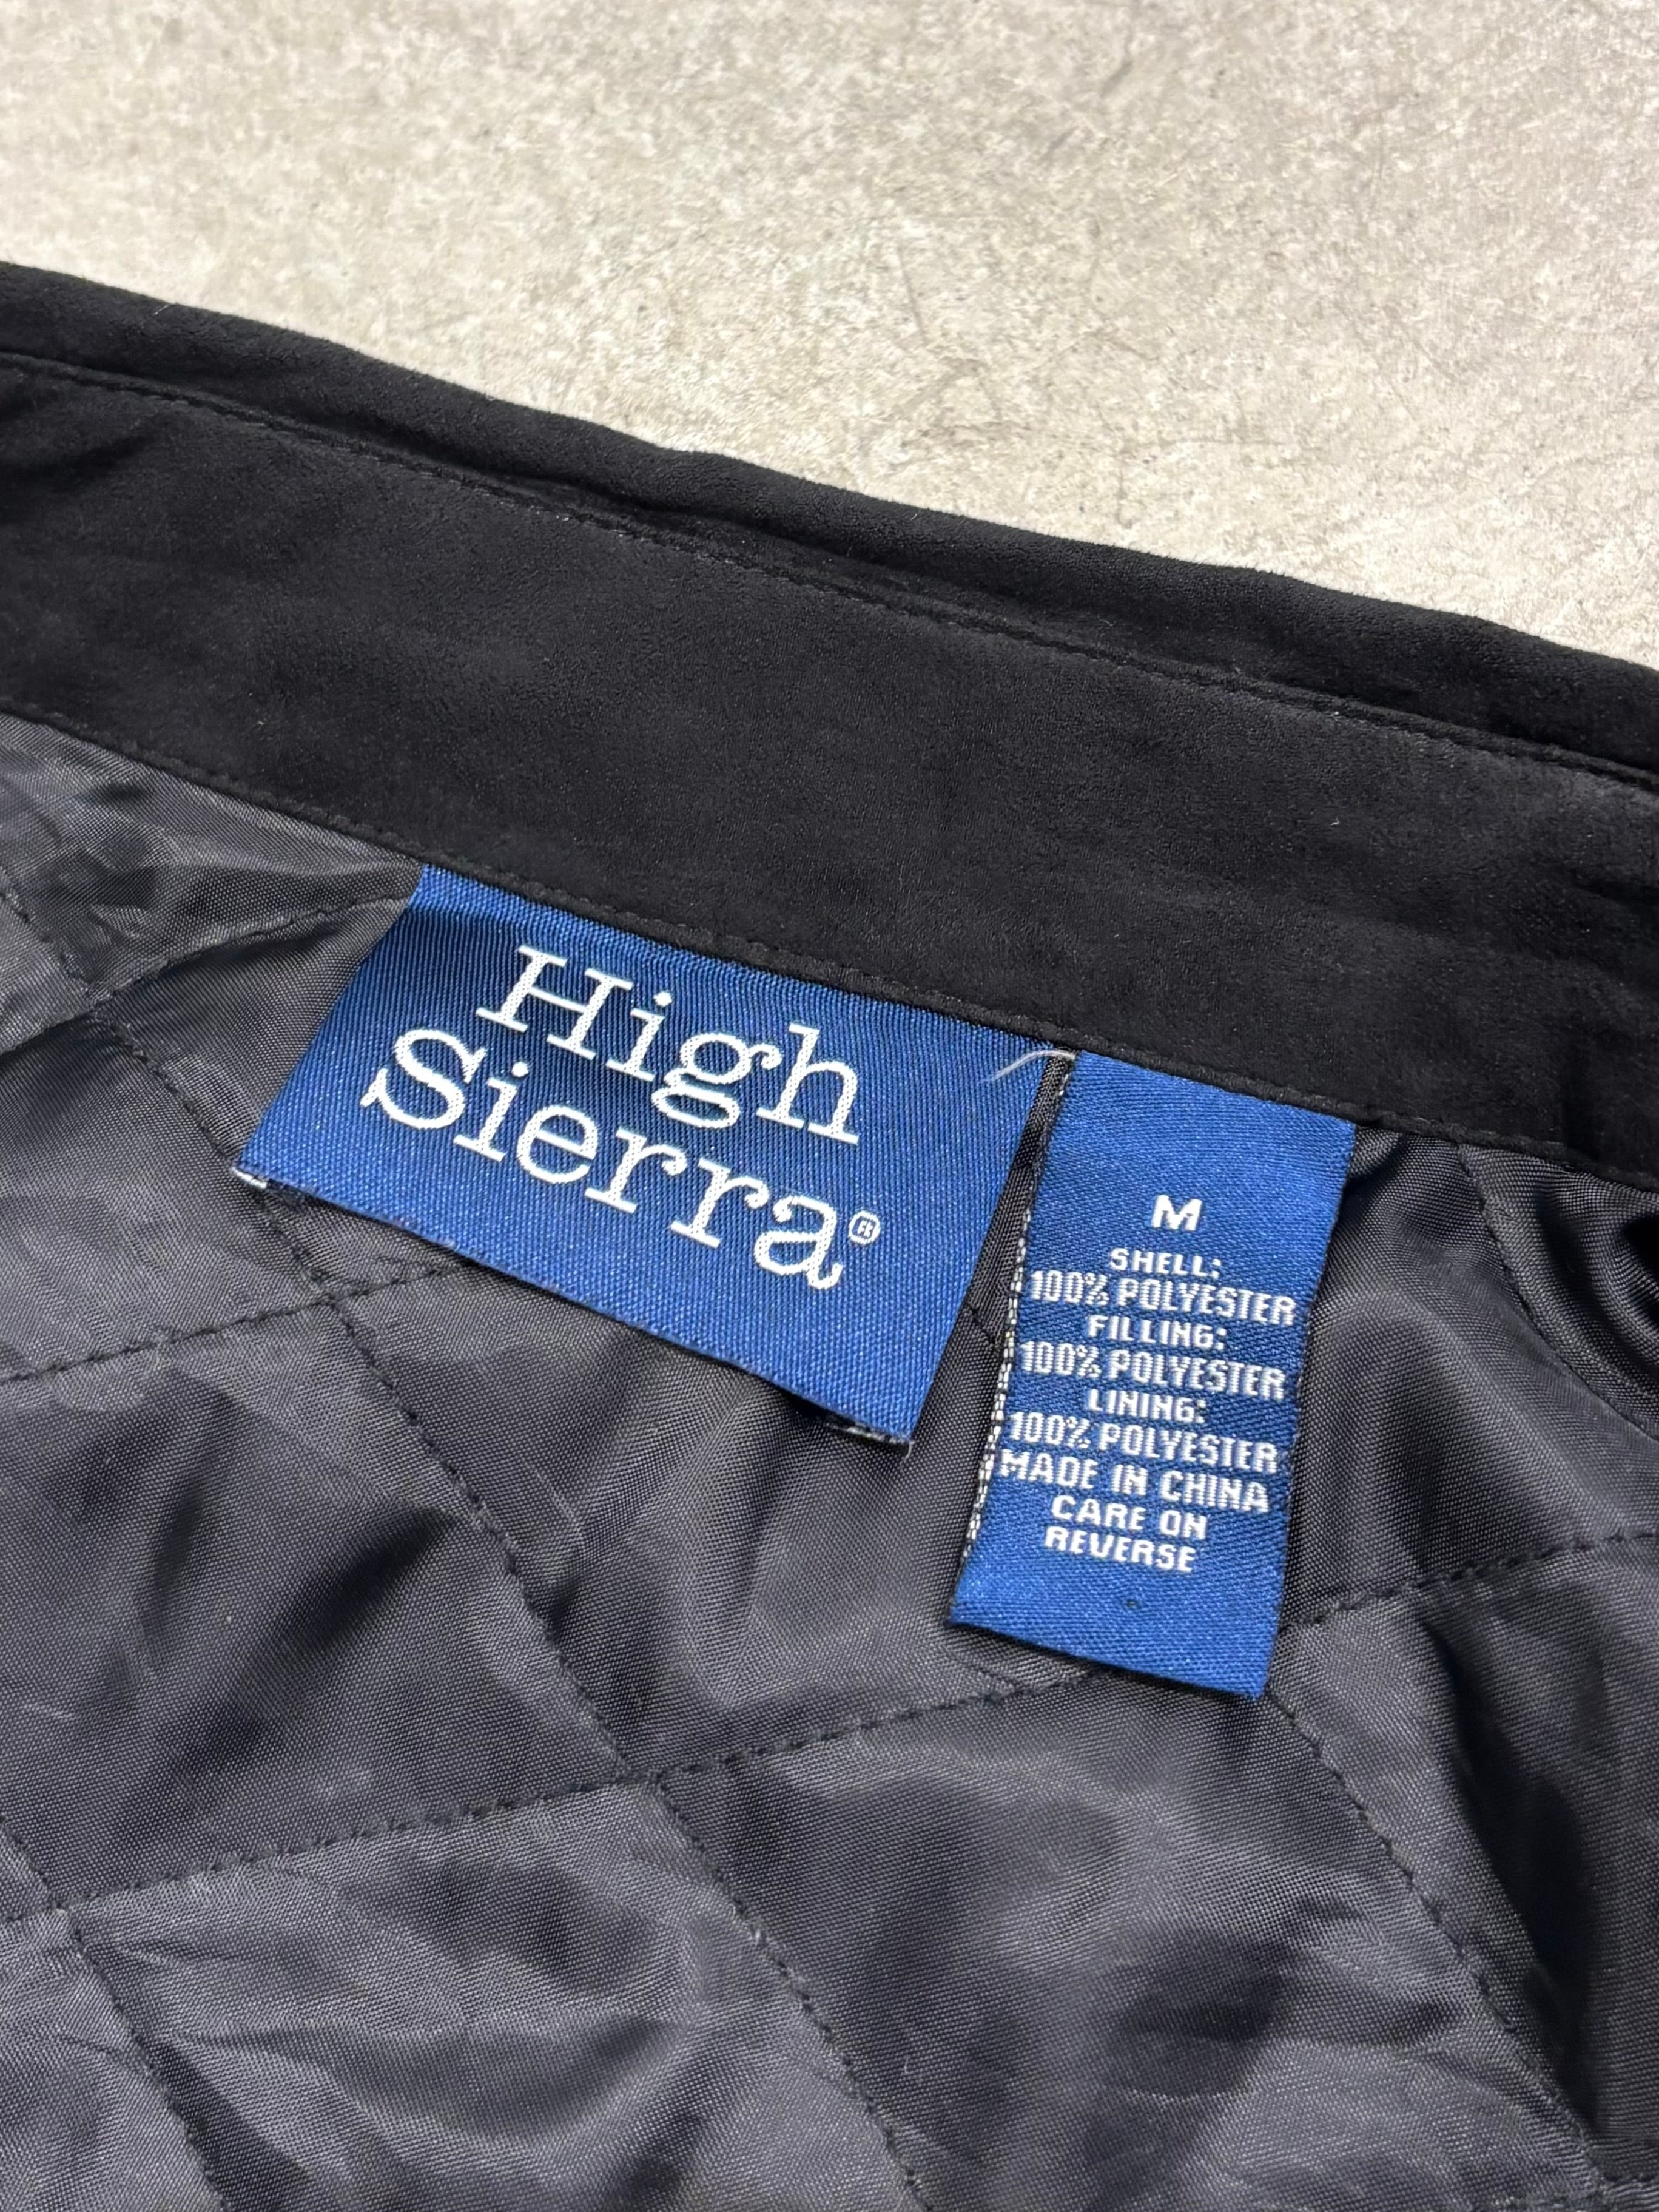 High
Sierra®
M
SHELL:
100% POLYESTER
FILLING:
100% POLYESTER
LINING:
100% POLYESTER
MADE IN CHINA
CARE ON
REVERSE